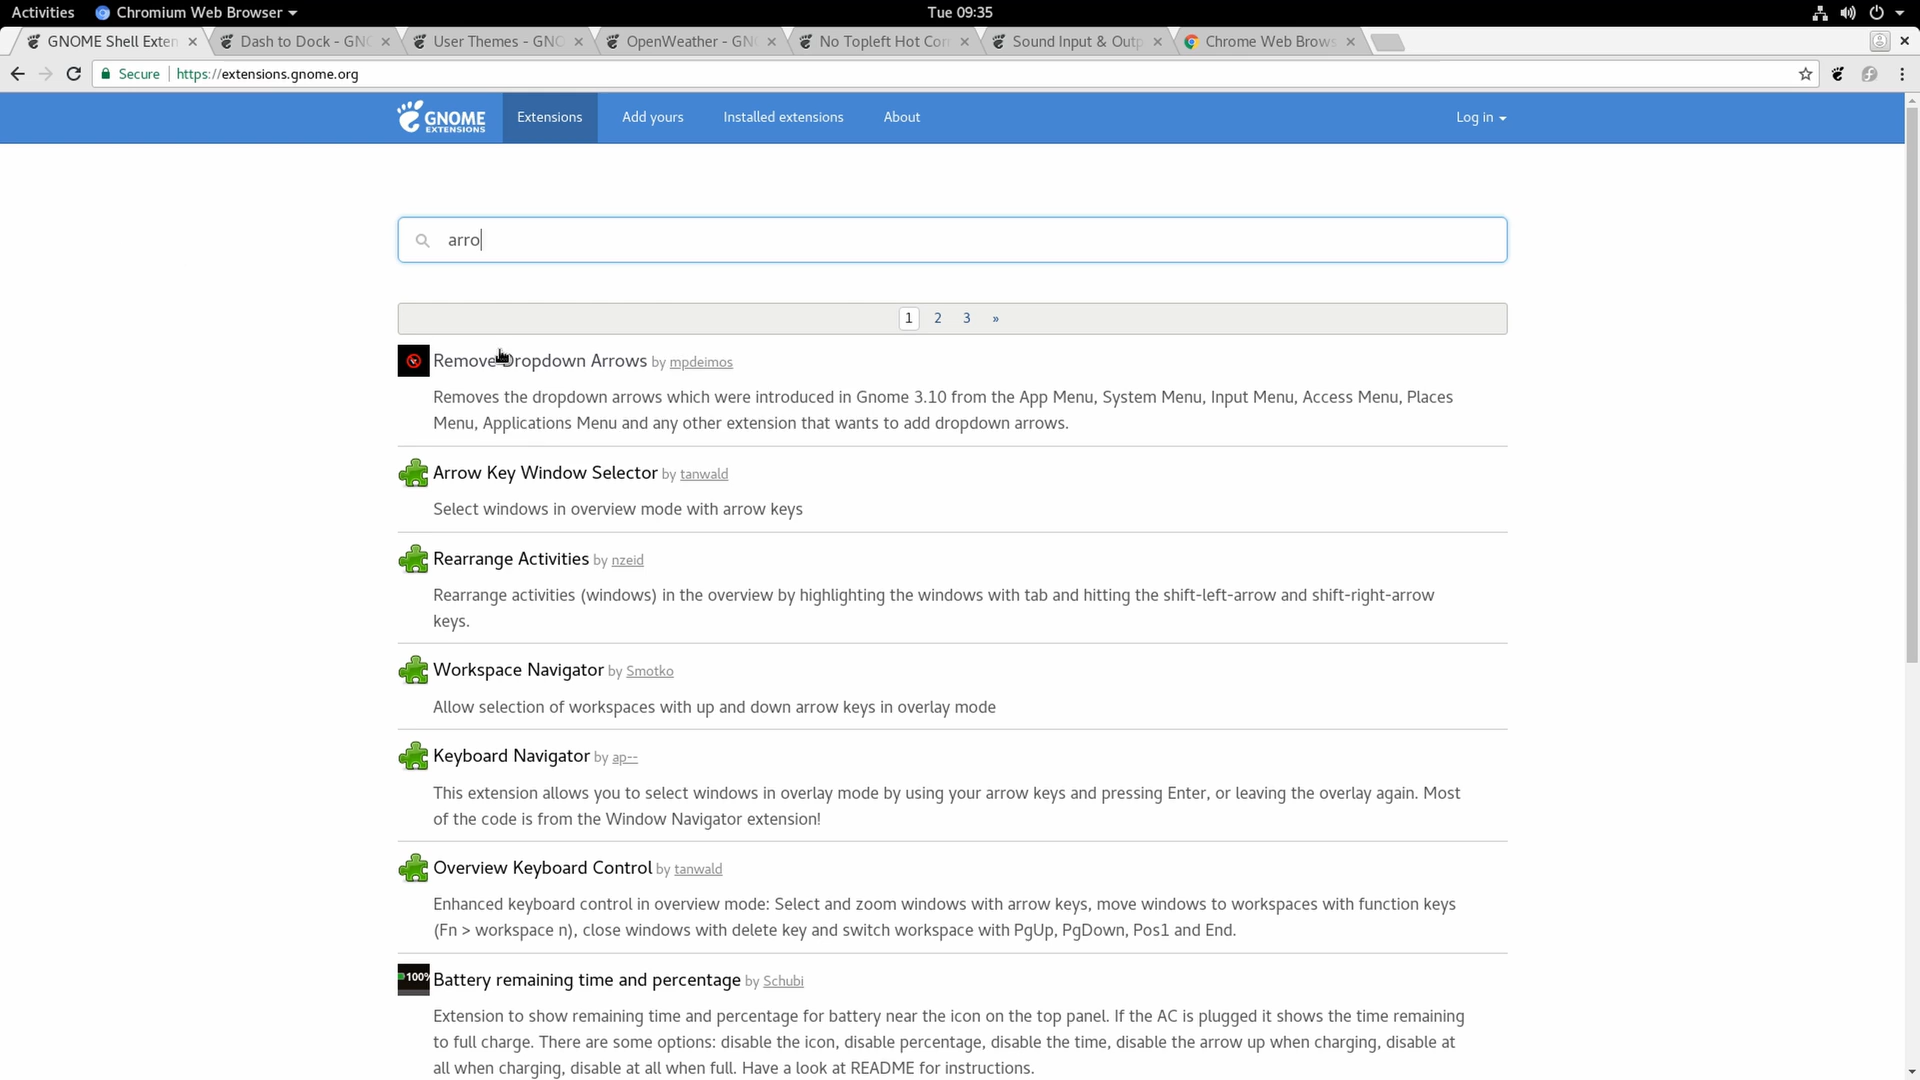 Activities Chromium Web Browser Tue 09:35
GNOME Shell Exten Dash to Dock - GNO User Themes - GNO OpenWeather - GN No Topleft Hot Cor Sound Input & Outp Chrome Web Brows
Secure https://extensions.gnome.org
GNOME EXTENSIONS Extensions Add yours Installed extensions About Log in
arro
1 2 3 »
Remove Dropdown Arrows by mpdeimos
Removes the dropdown arrows which were introduced in Gnome 3.10 from the App Menu, System Menu, Input Menu, Access Menu, Places
Menu, Applications Menu and any other extension that wants to add dropdown arrows.
Arrow Key Window Selector by tanwald
Select windows in overview mode with arrow keys
Rearrange Activities by nzeid
Rearrange activities (windows) in the overview by highlighting the windows with tab and hitting the shift-left-arrow and shift-right-arrow
keys.
Workspace Navigator by Smotko
Allow selection of workspaces with up and down arrow keys in overlay mode
Keyboard Navigator by ap--
This extension allows you to select windows in overlay mode by using your arrow keys and pressing Enter, or leaving the overlay again. Most
of the code is from the Window Navigator extension!
Overview Keyboard Control by tanwald
Enhanced keyboard control in overview mode: Select and zoom windows with arrow keys, move windows to workspaces with function keys
(Fn > workspace n), close windows with delete key and switch workspace with PgUp, PgDown, Pos1 and End.
100% Battery remaining time and percentage by Schubi
Extension to show remaining time and percentage for battery near the icon on the top panel. If the AC is plugged it shows the time remaining
to full charge. There are some options: disable the icon, disable percentage, disable the time, disable the arrow up when charging, disable at
all when charging, disable at all when full. Have a look at README for instructions.